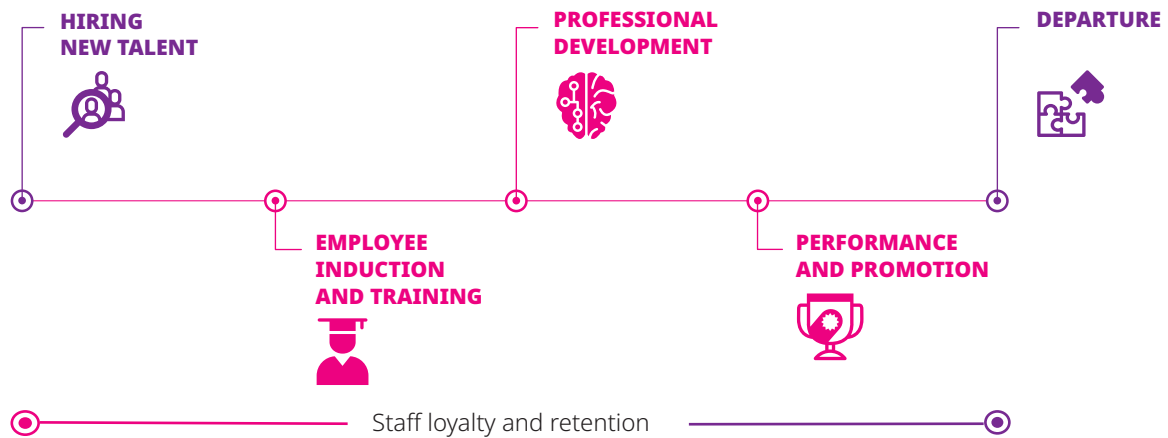 HIRING
NEW TALENT
PROFESSIONAL
DEVELOPMENT
DEPARTURE
EMPLOYEE
INDUCTION
AND TRAINING
PERFORMANCE
AND PROMOTION
Staff loyalty and retention